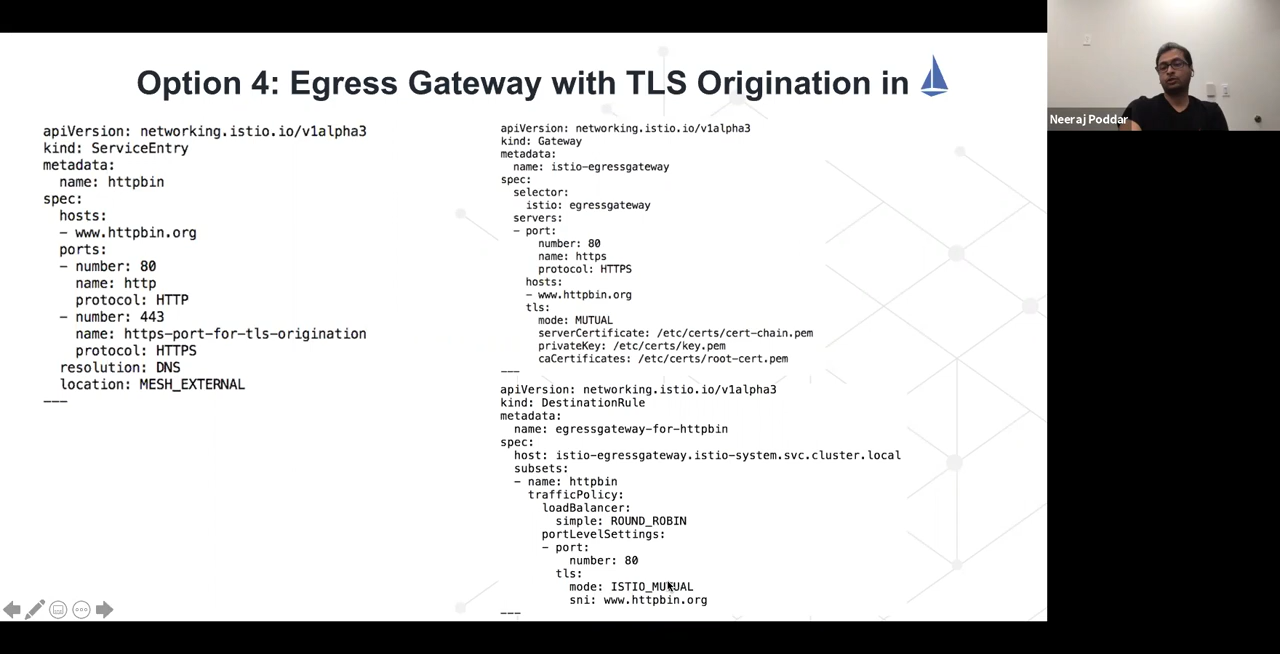 Option 4: Egress Gateway with TLS Origination in
apiVersion: networking.istio.io/v1alpha3
kind: ServiceEntry
metadata:
  name: httpbin
spec:
  hosts:
  – www.httpbin.org
  ports:
  – number: 80
    name: http
    protocol: HTTP
  – number: 443
    name: https-port-for-tls-origination
    protocol: HTTPS
  resolution: DNS
  location: MESH_EXTERNAL
———
apiVersion: networking.istio.io/v1alpha3
kind: Gateway
metadata:
  name: istio-egressgateway
spec:
  selector:
    istio: egressgateway
  servers:
  – port:
      number: 80
      name: https
      protocol: HTTPS
    hosts:
    – www.httpbin.org
    tls:
      mode: MUTUAL
      serverCertificate: /etc/certs/cert-chain.pem
      privateKey: /etc/certs/key.pem
      caCertificates: /etc/certs/root-cert.pem
———
apiVersion: networking.istio.io/v1alpha3
kind: DestinationRule
metadata:
  name: egressgateway-for-httpbin
spec:
  host: istio-egressgateway.istio-system.svc.cluster.local
  subsets:
  – name: httpbin
    trafficPolicy:
      loadBalancer:
        simple: ROUND_ROBIN
      portLevelSettings:
      – port:
          number: 80
        tls:
          mode: ISTIO_MUTUAL
          sni: www.httpbin.org
———
Neeraj Poddar